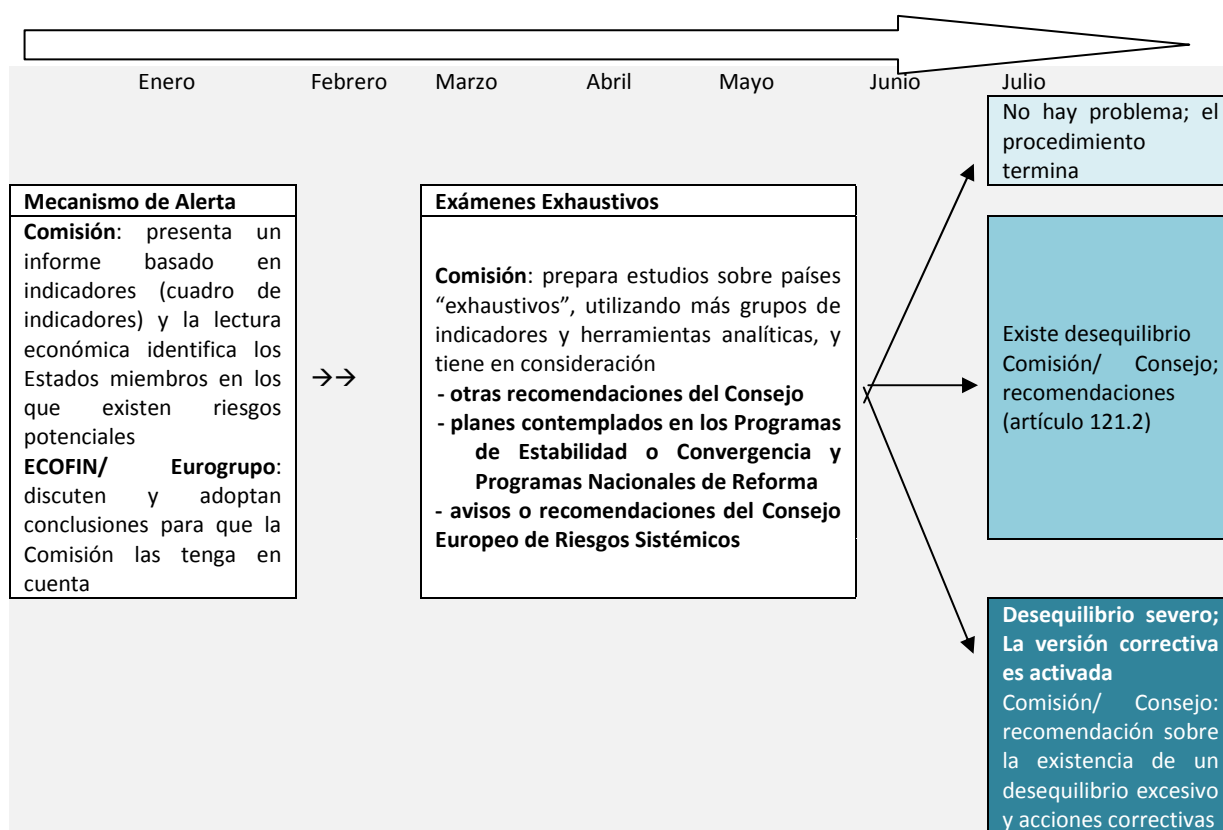 Enero Febrero Marzo Abril Mayo Junio Julio
Mecanismo de Alerta
Comisión: presenta un
informe basado en
indicadores (cuadro de
indicadores) y la lectura
económica identifica los
Estados miembros en los
que existen riesgos
potenciales
ECOFIN/ Eurogrupo:
discuten y adoptan
conclusiones para que la
Comisión las tenga en
cuenta
→→
Exámenes Exhaustivos
Comisión: prepara estudios sobre países
“exhaustivos”, utilizando más grupos de
indicadores y herramientas analíticas, y
tiene en consideración
- otras recomendaciones del Consejo
- planes contemplados en los Programas
de Estabilidad o Convergencia y
Programas Nacionales de Reforma
- avisos o recomendaciones del Consejo
Europeo de Riesgos Sistémicos
No hay problema; el
procedimiento
termina
Existe desequilibrio
Comisión/ Consejo;
recomendaciones
(artículo 121.2)
Desequilibrio severo;
La versión correctiva
es activada
Comisión/ Consejo:
recomendación sobre
la existencia de un
desequilibrio excesivo
y acciones correctivas